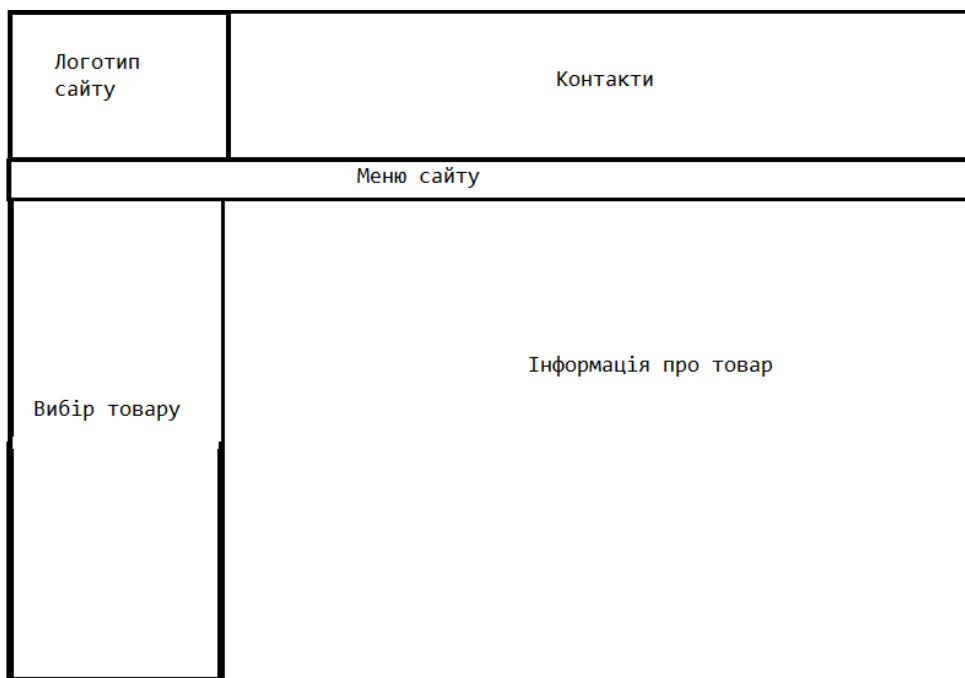 Логотип
сайту
Контакти
Меню сайту
Інформація про товар
Вибір товару